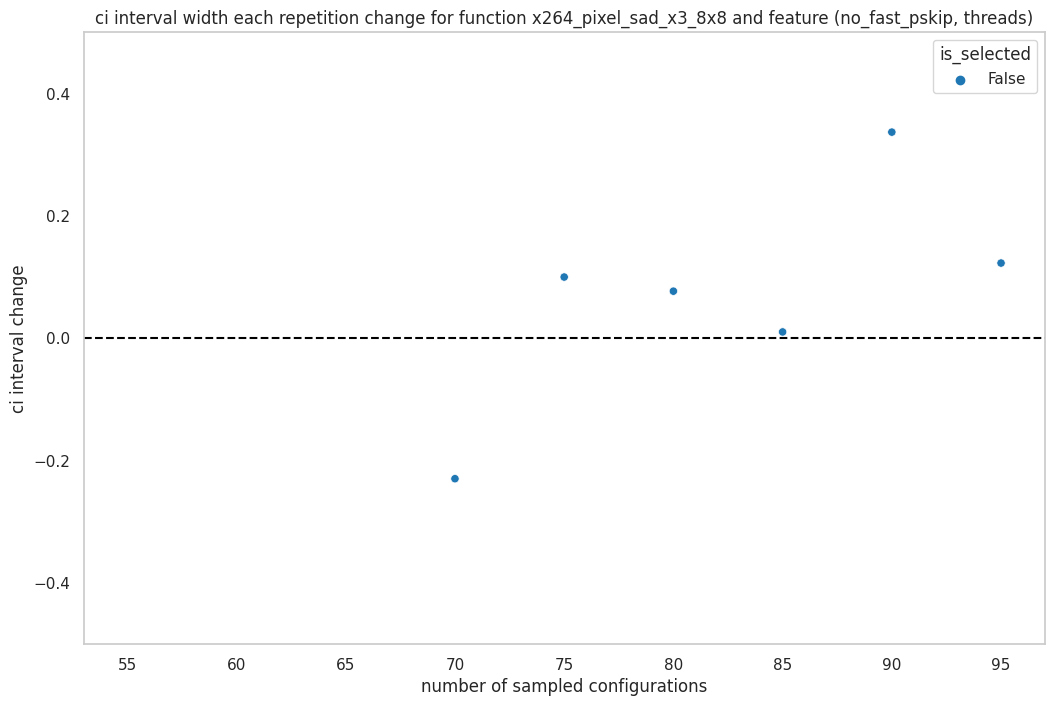 ci interval width each repetition change for function x264_pixel_sad_x3_8x8 and feature (no_fast_pskip, threads)
is_selected
False
0.4
0.2
0.0
−0.2
−0.4
ci interval change
55 60 65 70 75 80 85 90 95
number of sampled configurations